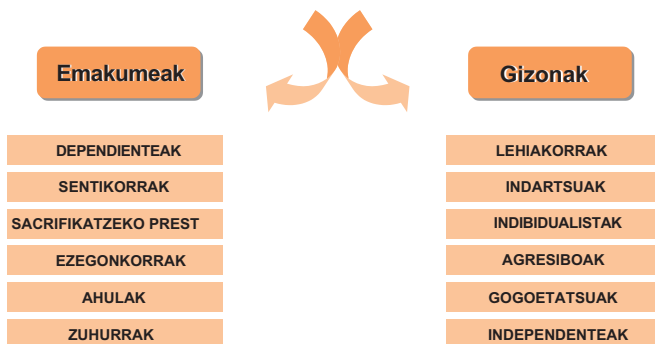 Emakumeak
Gizonak
DEPENDIENTEAK
SENTIKORRAK
SACRIFIKATZEKO PREST
EZEGONKORRAK
AHULAK
ZUHURRAK
LEHIAKORRAK
INDARTSUAK
INDIBIDUALISTAK
AGRESIBOAK
GOGOETATSUAK
INDEPENDENTEAK